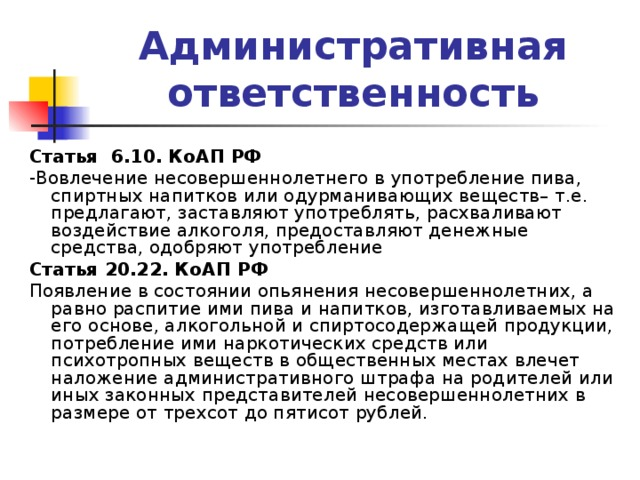 Административная
ответственность
Статья 6.10. КоАП РФ
-Вовлечение несовершеннолетнего в употребление пива,
спиртных напитков или одурманивающих веществ– т.е.
предлагают, заставляют употреблять, расхваливают
воздействие алкоголя, предоставляют денежные
средства, одобряют употребление
Статья 20.22. КоАП РФ
Появление в состоянии опьянения несовершеннолетних, а
равно распитие ими пива и напитков, изготавливаемых на
его основе, алкогольной и спиртосодержащей продукции,
потребление ими наркотических средств или
психотропных веществ в общественных местах влечет
наложение административного штрафа на родителей или
иных законных представителей несовершеннолетних в
размере от трехсот до пятисот рублей.